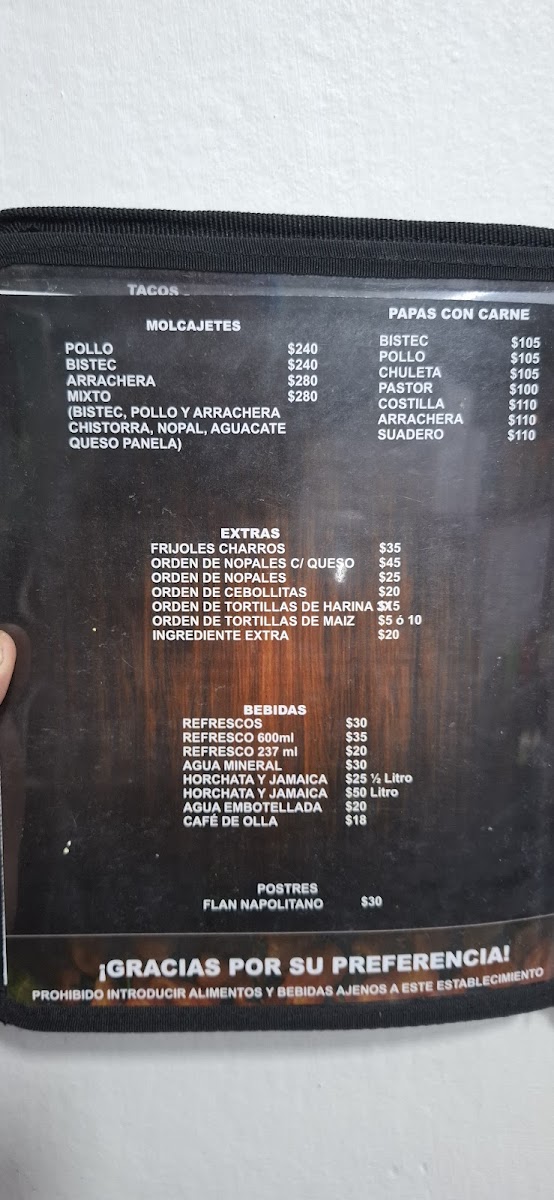 TACOS
MOLCAJETES
POLLO $240
BISTEC $240
ARRACHERA $280
MIXTO $280
(BISTEC, POLLO Y ARRACHERA
CHISTORRA, NOPAL, AGUACATE
QUESO PANELA)
PAPAS CON CARNE
BISTEC $105
POLLO $105
CHULETA $105
PASTOR $100
COSTILLA $110
ARRACHERA $110
SUADERO $110
EXTRAS
FRIJOLES CHARROS $35
ORDEN DE NOPALES C/ QUESO $45
ORDEN DE NOPALES $25
ORDEN DE CEBOLLITAS $20
ORDEN DE TORTILLAS DE HARINA
ORDEN DE TORTILLAS DE MAIZ $5 ó 10
INGREDIENTE EXTRA $20
BEBIDAS
REFRESCOS $30
REFRESCO 600ml $35
REFRESCO 237 ml $20
AGUA MINERAL $30
HORCHATA Y JAMAICA $25 ½ Litro
HORCHATA Y JAMAICA $50 Litro
AGUA EMBOTELLADA $20
CAFÉ DE OLLA $18
POSTRES
FLAN NAPOLITANO $30
¡GRACIAS POR SU PREFERENCIA!
PROHIBIDO INTRODUCIR ALIMENTOS Y BEBIDAS AJENOS A ESTE ESTABLECIMIENTO